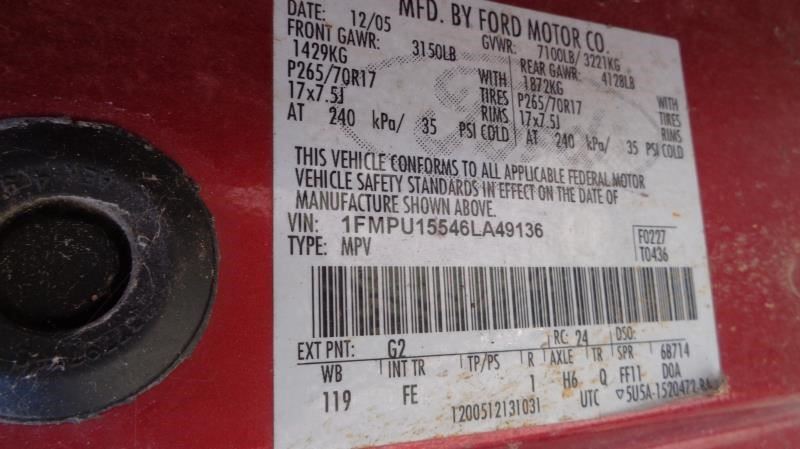 MFD. BY FORD MOTOR CO.
DATE: 12/05 GVWR: 7100LB/ 3221KG
FRONT GAWR: 3150LB REAR GAWR: 4128LB
1429KG WITH 1872KG WITH
P265/70R17 TIRES P265/70R17 TIRES
17x7.5J RIMS 17x7.5J RIMS
AT 240 kPa/ 35 PSI COLD AT 240 kPa/ 35 PSI COLD
THIS VEHICLE CONFORMS TO ALL APPLICABLE FEDERAL MOTOR
VEHICLE SAFETY STANDARDS IN EFFECT ON THE DATE OF
MANUFACTURE SHOWN ABOVE.
VIN: 1FMPU15546LA49136 F0227
TYPE: MPV T0436
EXT PNT: G2 RC: 24 DSO:
WB INT TR TP/PS R AXLE TR SPR 6B714
119 FE 1 H6 Q FF11 DOA
1200512131031 UTC ▽5U5A-1520472-BA